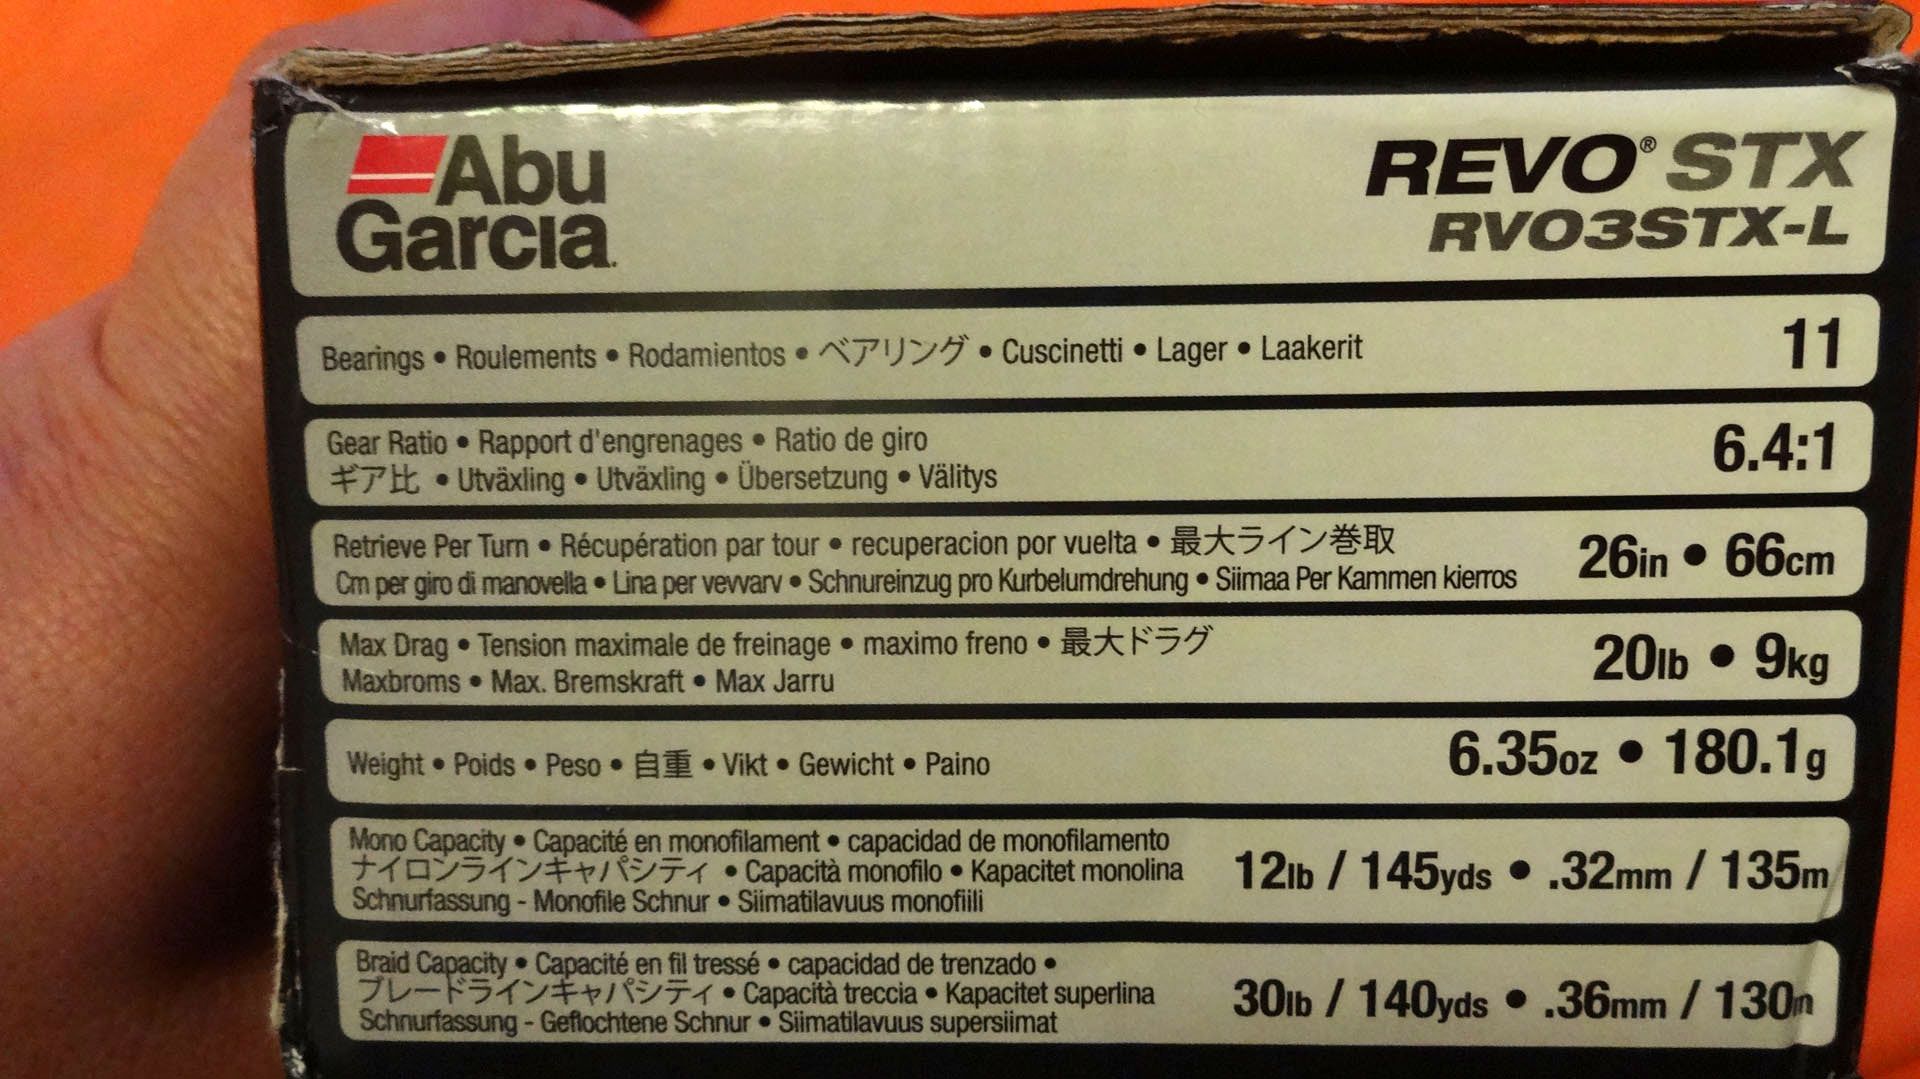 Abu
Garcia
REVO® STX
RVO3STX-L
Bearings • Roulements • Rodamientos • ベアリング • Cuscinetti • Lager • Laakerit 11
Gear Ratio • Rapport d'engrenages • Ratio de giro
ギア比 • Utväxling • Utväxling • Übersetzung • Välitys
6.4:1
Retrieve Per Turn • Récupération par tour • recuperacion por vuelta • 最大ライン巻取
Cm per giro di manovella • Lina per vevvarv • Schnureinzug pro Kurbelumdrehung • Siimaa Per Kammen kierros
26in • 66cm
Max Drag • Tension maximale de freinage • maximo freno • 最大ドラグ
Maxbroms • Max. Bremskraft • Max Jarru
20lb • 9kg
Weight • Poids • Peso • 自重 • Vikt • Gewicht • Paino 6.35oz • 180.1g
Mono Capacity • Capacité en monofilament • capacidad de monofilamento
ナイロンラインキャパシティ • Capacità monofilo • Kapacitet monolina
Schnurfassung - Monofile Schnur • Siimatilavuus monofiili
12lb / 145yds • .32mm / 135m
Braid Capacity • Capacité en fil tressé • capacidad de trenzado •
ブレードラインキャパシティ • Capacità treccia • Kapacitet superlina
Schnurfassung - Geflochtene Schnur • Siimatilavuus supersiimat
30lb / 140yds • .36mm / 130m